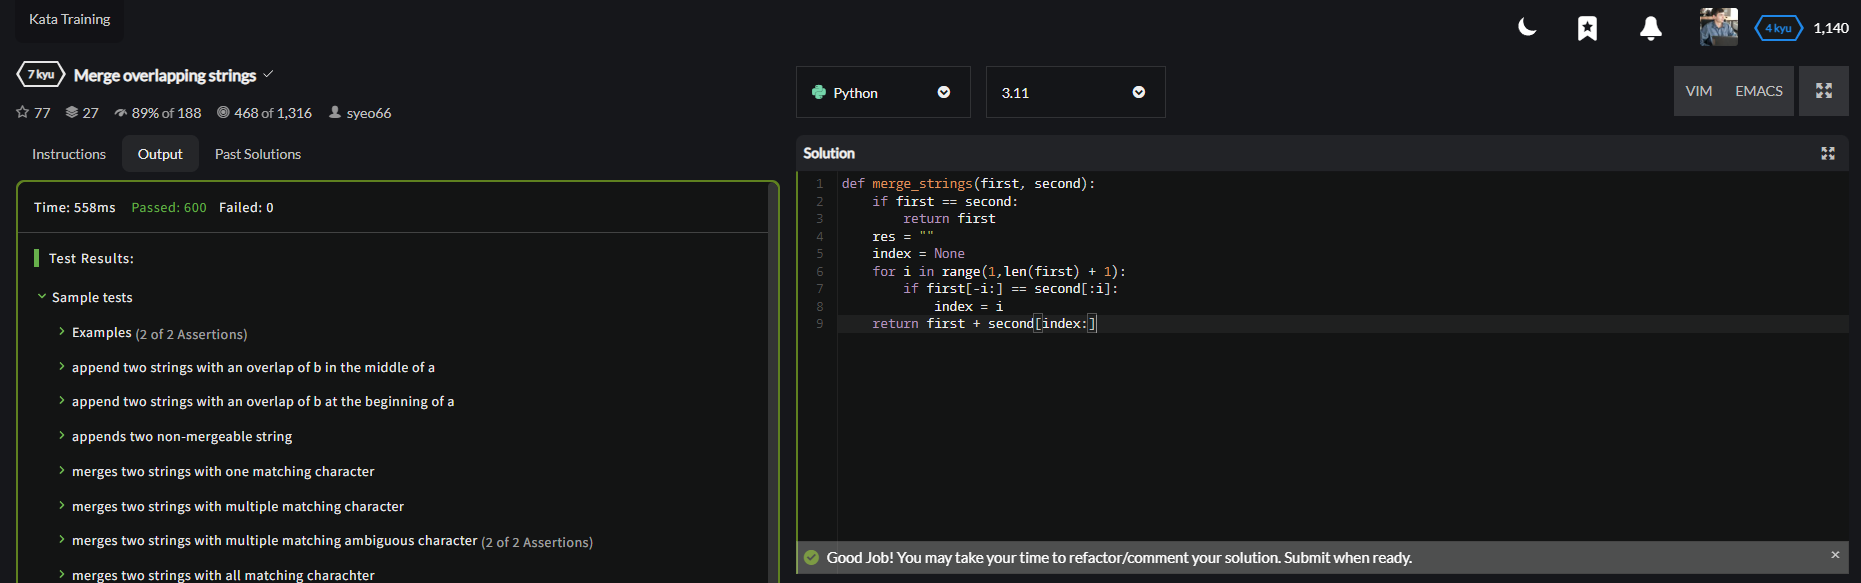 Kata Training
4 kyu 1,140
7 kyu Merge overlapping strings
77 27 89% of 188 468 of 1,316 syeo66
Python 3.11 VIM EMACS
Instructions Output Past Solutions
Time: 558ms Passed: 600 Failed: 0
Test Results:
Sample tests
Examples (2 of 2 Assertions)
append two strings with an overlap of b in the middle of a
append two strings with an overlap of b at the beginning of a
appends two non-mergeable string
merges two strings with one matching character
merges two strings with multiple matching character
merges two strings with multiple matching ambiguous character (2 of 2 Assertions)
merges two strings with all matching charachter
Solution
1 def merge_strings(first, second):
2     if first == second:
3         return first
4     res = ""
5     index = None
6     for i in range(1,len(first) + 1):
7         if first[-i:] == second[:i]:
8             index = i
9     return first + second[index:]
Good Job! You may take your time to refactor/comment your solution. Submit when ready. ×